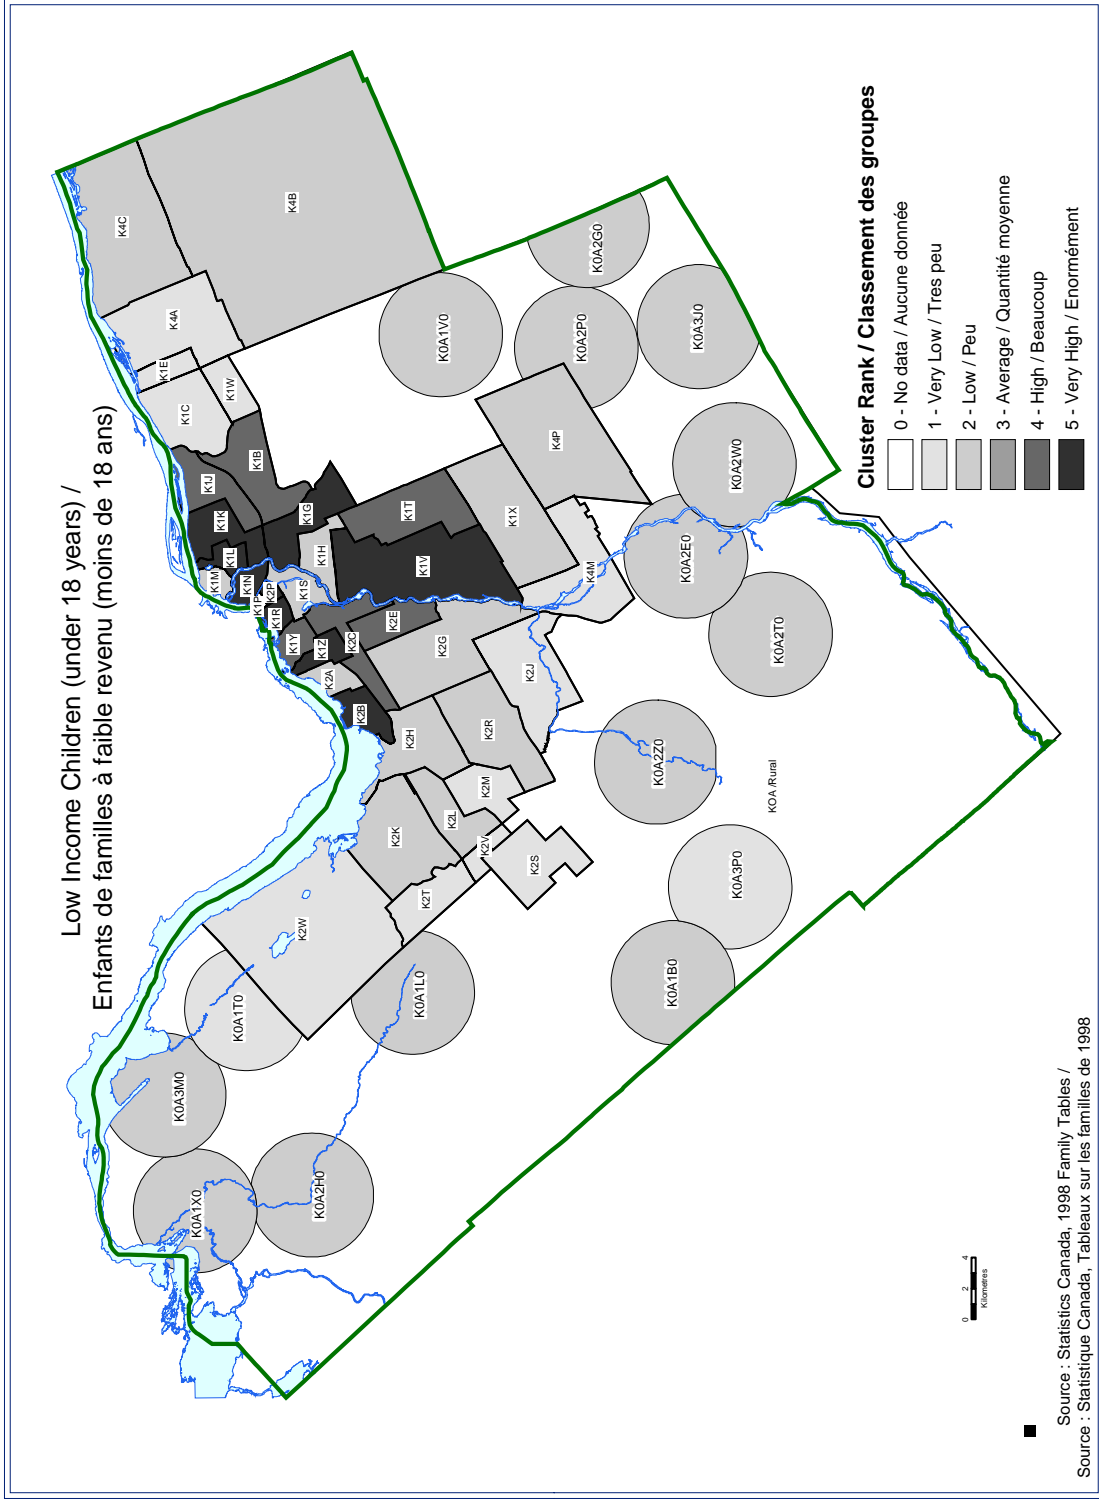 Low Income Children (under 18 years) /
Enfants de familles à faible revenu (moins de 18 ans)
K4C
K4B
K4A
K1E
K1C
K1W
K1B
K1J
K1K
K1L
K1M
K1N
K1P
K2P
K1R
K1S
K1G
K1H
K1T
K1V
K1X
K4P
K4M
K1Y
K1Z
K2A
K2B
K2C
K2E
K2G
K2H
K2J
K2R
K2M
K2L
K2K
K2V
K2S
K2T
K2W
K0A1V0
K0A2G0
K0A2P0
K0A3J0
K0A2W0
K0A2E0
K0A2T0
K0A2Z0
KOA /Rural
K0A3P0
K0A1B0
K0A1L0
K0A1T0
K0A3M0
K0A1X0
K0A2H0
Cluster Rank / Classement des groupes
0 - No data / Aucune donnée
1 - Very Low / Tres peu
2 - Low / Peu
3 - Average / Quantité moyenne
4 - High / Beaucoup
5 - Very High / Enormément
0 2 4
Kilometres
Source : Statistics Canada, 1998 Family Tables /
Source : Statistique Canada, Tableaux sur les familles de 1998